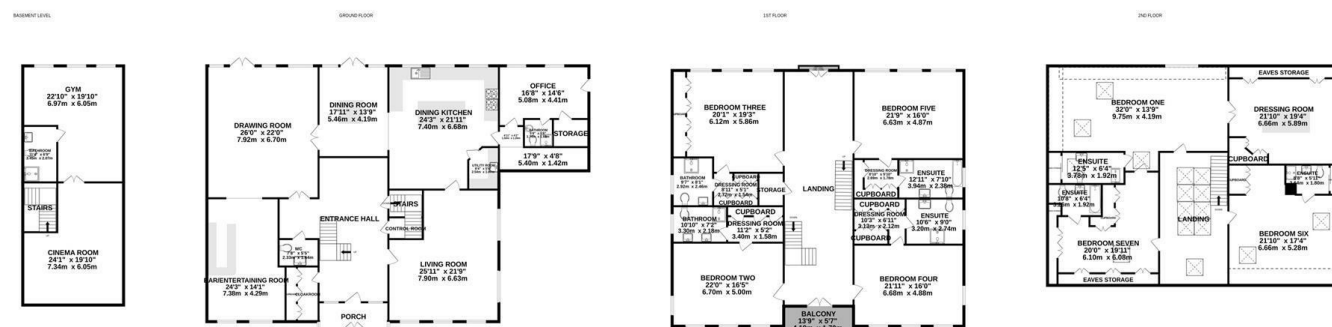 BASEMENT LEVEL
GYM
22'10" x 19'10"
6.97m x 6.05m
STAIRS
CINEMA ROOM
24'1" x 19'10"
7.34m x 6.05m
GROUND FLOOR
DRAWING ROOM
26'0" x 22'0"
7.92m x 6.70m
DINING ROOM
17'11" x 13'9"
5.46m x 4.19m
DINING KITCHEN
24'3" x 21'11"
7.40m x 6.68m
OFFICE
16'8" x 14'6"
5.08m x 4.41m
STORAGE
17'9" x 4'8"
5.40m x 1.42m
ENTRANCE HALL
STAIRS
CONTROL ROOM
WC
BAR/ENTERTAINING ROOM
24'3" x 14'1"
7.38m x 4.29m
LIVING ROOM
25'11" x 21'9"
7.90m x 6.63m
PORCH
1ST FLOOR
BEDROOM THREE
20'1" x 19'3"
6.12m x 5.86m
BEDROOM FIVE
21'9" x 16'0"
6.63m x 4.87m
BATHROOM
CUPBOARD
DRESSING ROOM
CUPBOARD
STORAGE
LANDING
DRESSING ROOM
CUPBOARD
ENSUITE
12'11" x 7'10"
3.94m x 2.38m
BATHROOM
10'10" x 7'2"
3.30m x 2.18m
CUPBOARD
DRESSING ROOM
11'2" x 5'2"
3.40m x 1.58m
CUPBOARD
DRESSING ROOM
10'3" x 6'11"
3.13m x 2.12m
CUPBOARD
ENSUITE
10'6" x 9'0"
3.20m x 2.74m
BEDROOM TWO
22'0" x 16'5"
6.70m x 5.00m
BEDROOM FOUR
21'11" x 16'0"
6.68m x 4.88m
BALCONY
13'9" x 5'7"
2ND FLOOR
BEDROOM ONE
32'0" x 13'9"
9.75m x 4.19m
EAVES STORAGE
DRESSING ROOM
21'10" x 19'4"
6.66m x 5.89m
CUPBOARD
ENSUITE
12'5" x 6'4"
3.78m x 1.92m
ENSUITE
10'8" x 6'4"
ENSUITE
LANDING
BEDROOM SEVEN
20'0" x 19'11"
6.10m x 6.08m
EAVES STORAGE
BEDROOM SIX
21'10" x 17'4"
6.66m x 5.28m